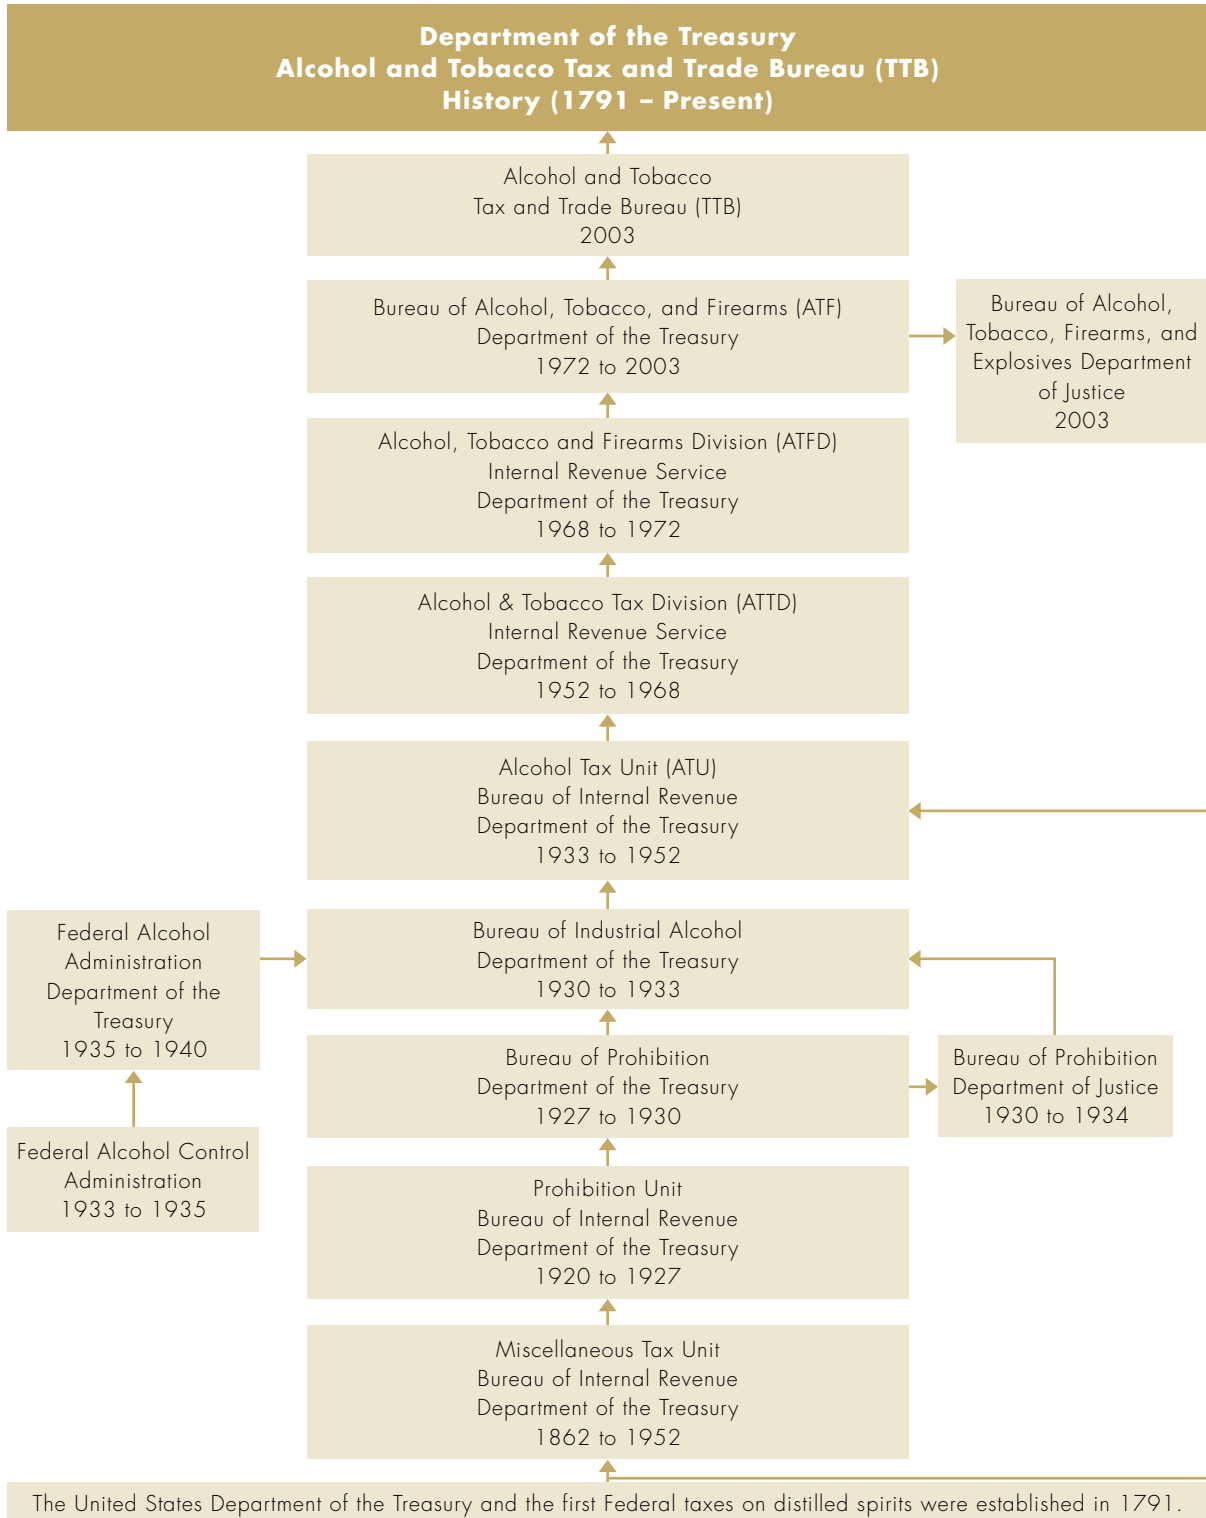 Department of the Treasury
Alcohol and Tobacco Tax and Trade Bureau (TTB)
History (1791 – Present)
Alcohol and Tobacco
Tax and Trade Bureau (TTB)
2003
Bureau of Alcohol, Tobacco, and Firearms (ATF)
Department of the Treasury
1972 to 2003
Bureau of Alcohol,
Tobacco, Firearms, and
Explosives Department
of Justice
2003
Alcohol, Tobacco and Firearms Division (ATFD)
Internal Revenue Service
Department of the Treasury
1968 to 1972
Alcohol & Tobacco Tax Division (ATTD)
Internal Revenue Service
Department of the Treasury
1952 to 1968
Alcohol Tax Unit (ATU)
Bureau of Internal Revenue
Department of the Treasury
1933 to 1952
Federal Alcohol
Administration
Department of the
Treasury
1935 to 1940
Bureau of Industrial Alcohol
Department of the Treasury
1930 to 1933
Bureau of Prohibition
Department of the Treasury
1927 to 1930
Bureau of Prohibition
Department of Justice
1930 to 1934
Federal Alcohol Control
Administration
1933 to 1935
Prohibition Unit
Bureau of Internal Revenue
Department of the Treasury
1920 to 1927
Miscellaneous Tax Unit
Bureau of Internal Revenue
Department of the Treasury
1862 to 1952
The United States Department of the Treasury and the first Federal taxes on distilled spirits were established in 1791.